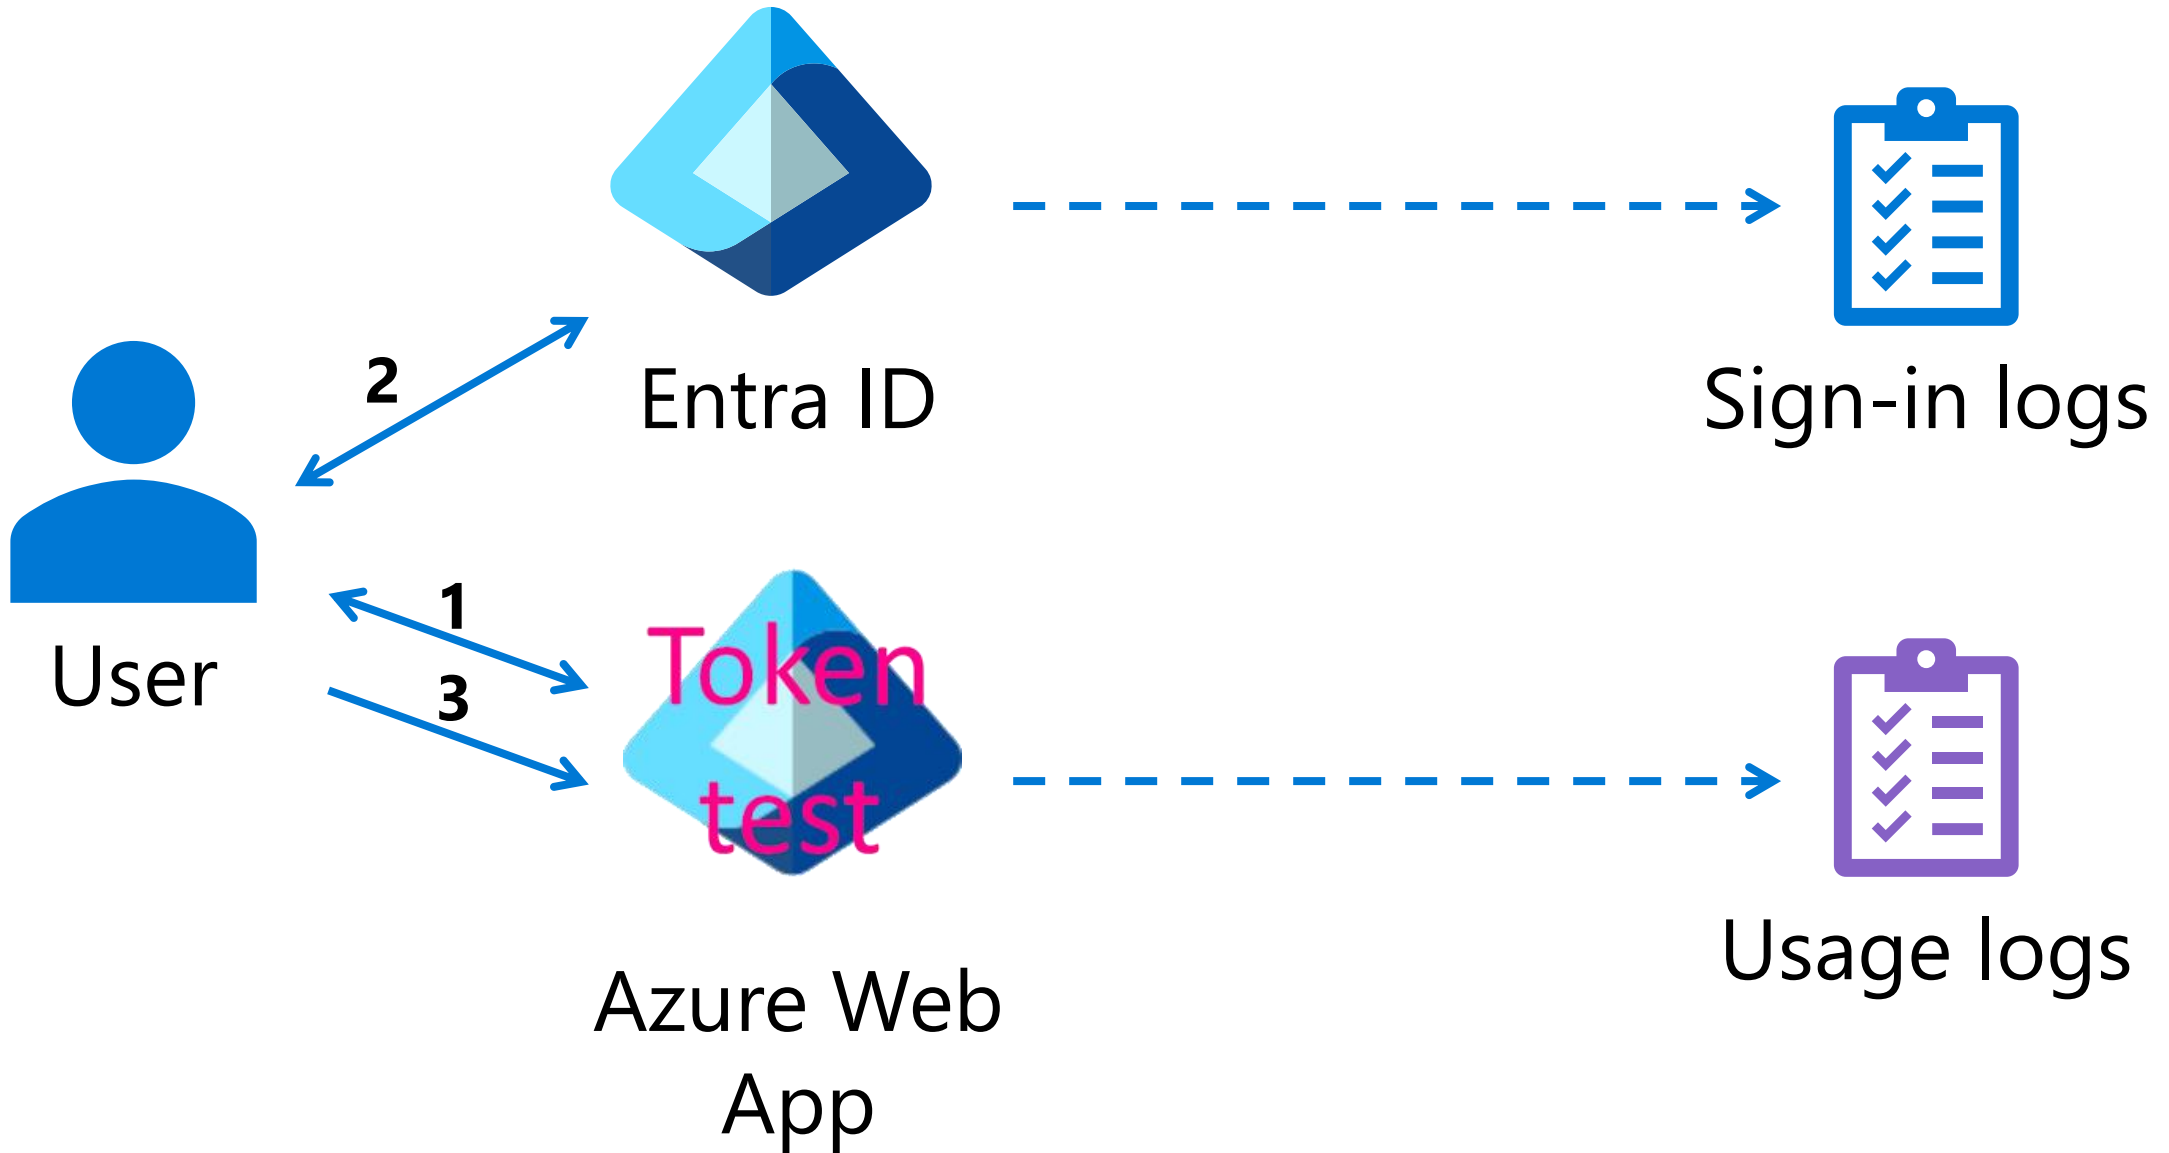 2
Entra ID
Sign-in logs
User
1
3
Token
test
Usage logs
Azure Web
App